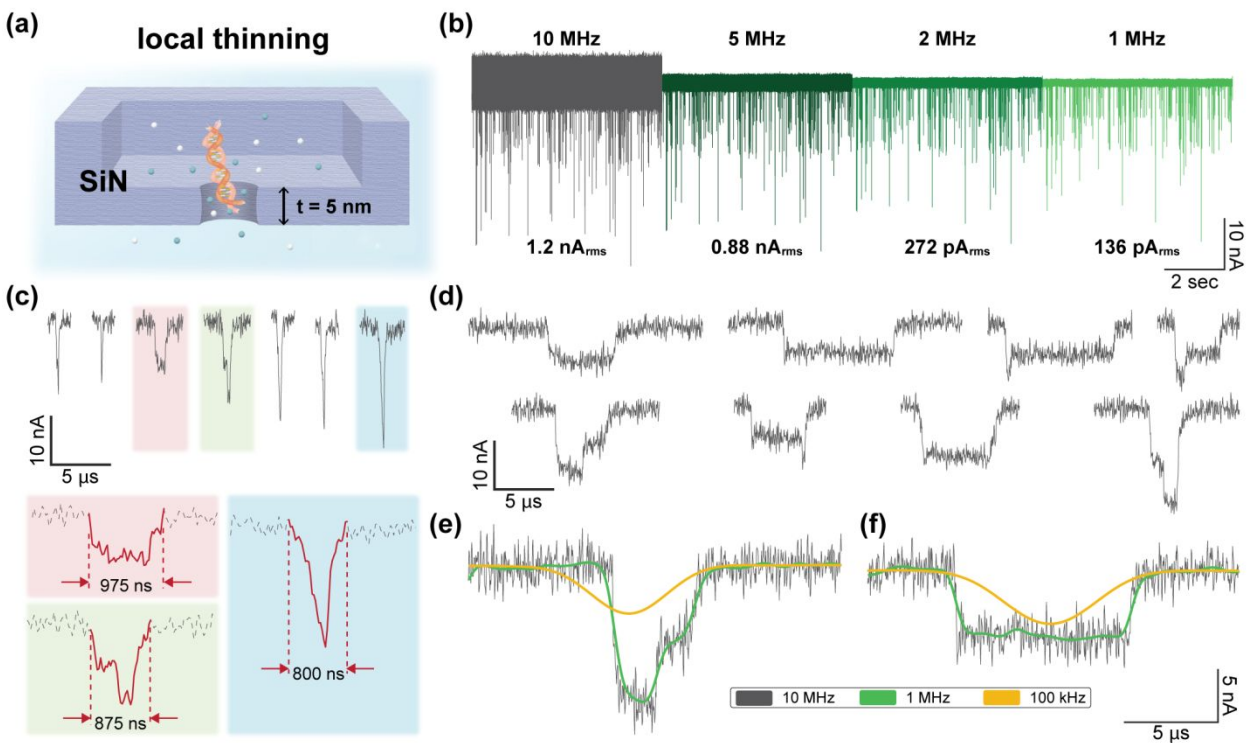 (a)
local thinning
SiN
t = 5 nm
(b)
10 MHz
5 MHz
2 MHz
1 MHz
1.2 nArms
0.88 nArms
272 pArms
136 pArms
10 nA
2 sec
(c)
10 nA
5 µs
975 ns
875 ns
800 ns
(d)
10 nA
5 µs
(e)
(f)
10 MHz
1 MHz
100 kHz
5 nA
5 µs